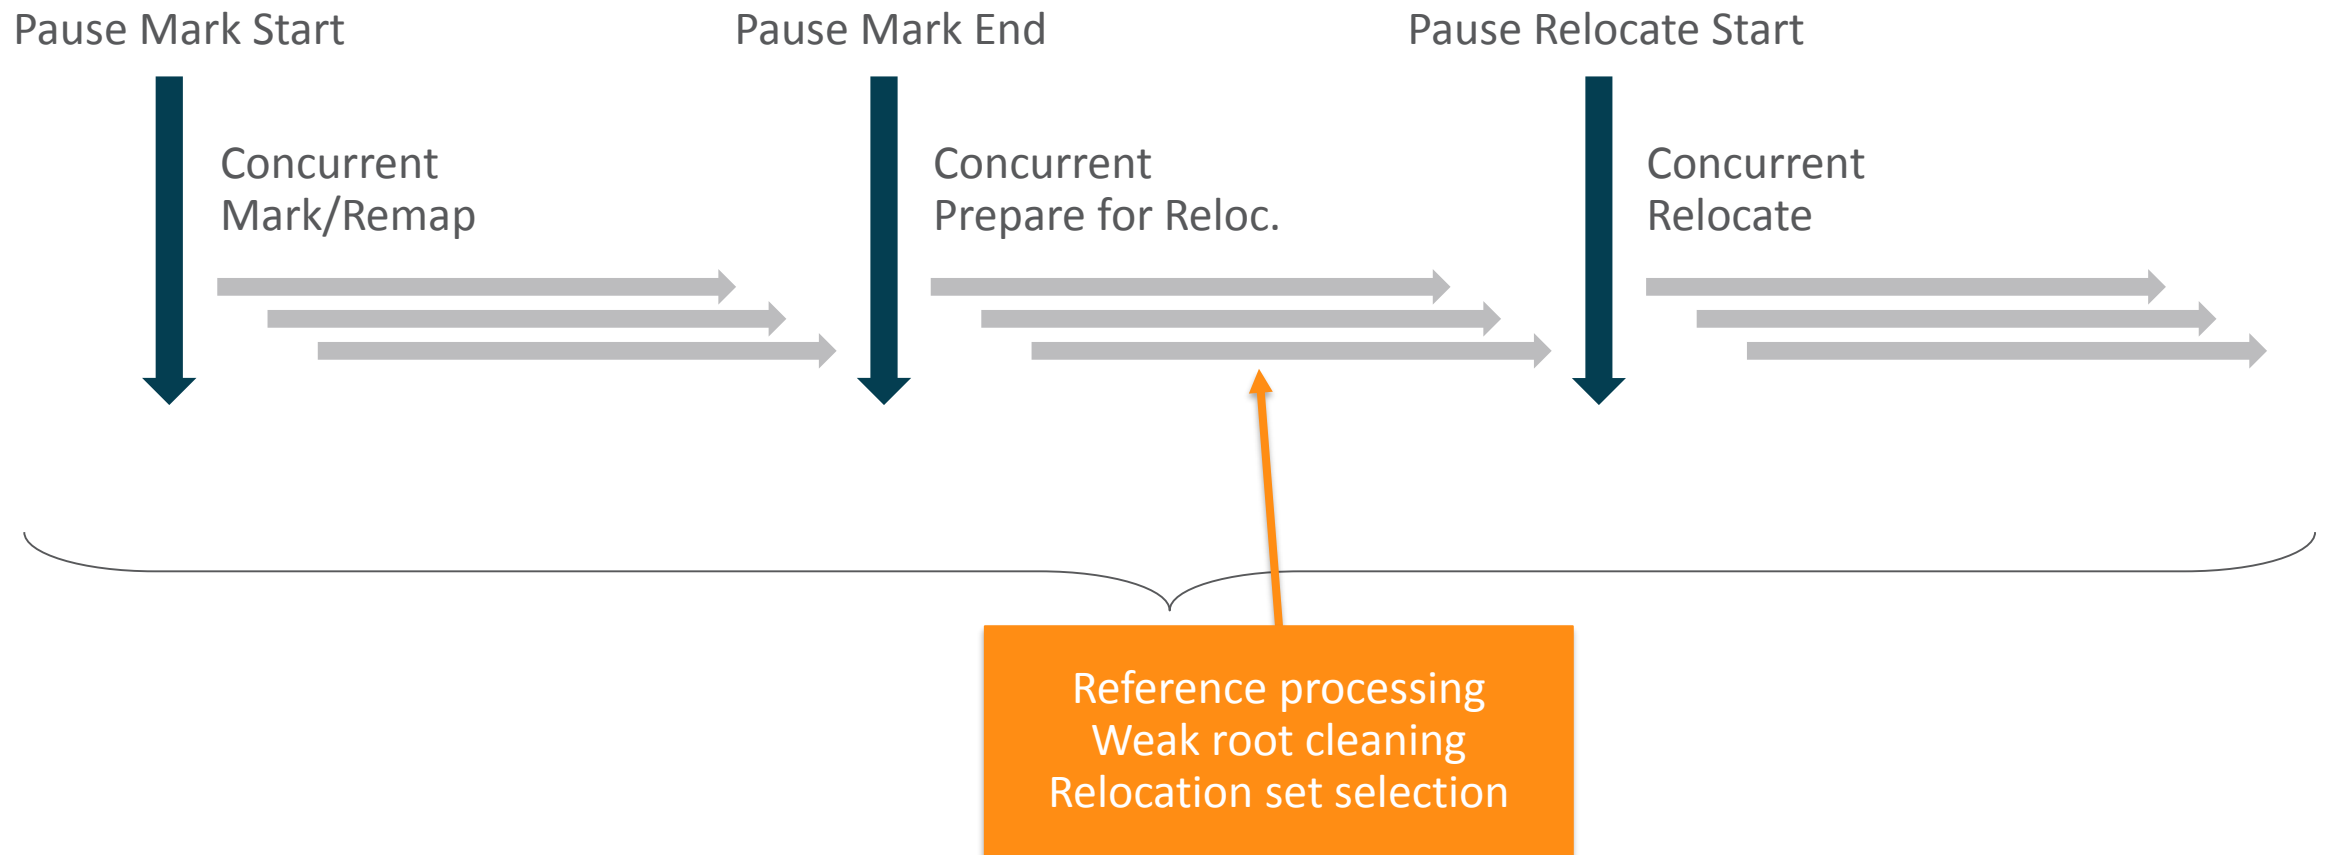 Pause Mark Start
Pause Mark End
Pause Relocate Start
Concurrent
Mark/Remap
Concurrent
Prepare for Reloc.
Concurrent
Relocate
Reference processing
Weak root cleaning
Relocation set selection